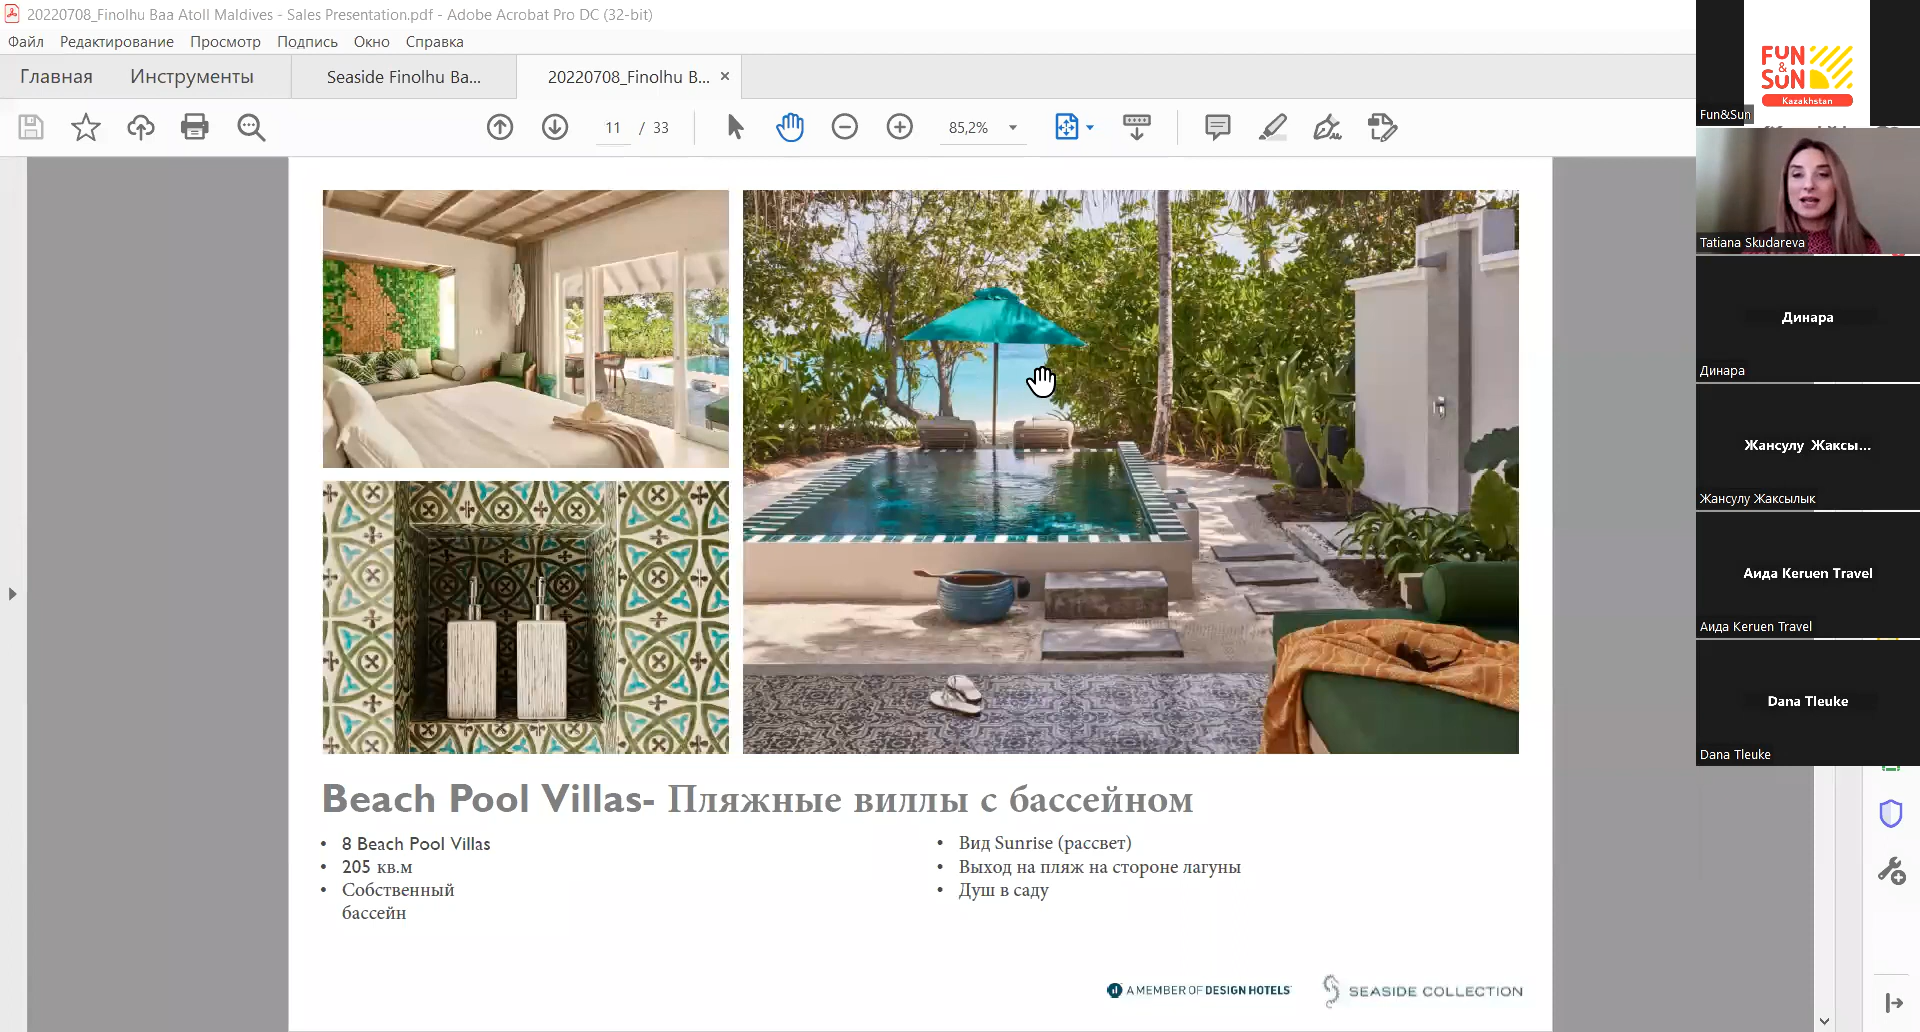 20220708_Finolhu Baa Atoll Maldives - Sales Presentation.pdf - Adobe Acrobat Pro DC (32-bit)
Файл Редактирование Просмотр Подпись Окно Справка
Главная Инструменты Seaside Finolhu Ba... 20220708_Finolhu B... ×
11 / 33 85,2%
FUN
&
SUN
Kazakhstan
Fun&Sun
Tatiana Skudareva
Динара
Динара
Жансулу Жаксы...
Жансулу Жаксылык
Аида Keruen Travel
Аида Keruen Travel
Dana Tleuke
Dana Tleuke
Beach Pool Villas- Пляжные виллы с бассейном
• 8 Beach Pool Villas
• 205 кв.м
• Собственный
бассейн
• Вид Sunrise (рассвет)
• Выход на пляж на стороне лагуны
• Душ в саду
A MEMBER OF DESIGN HOTELS
SEASIDE COLLECTION